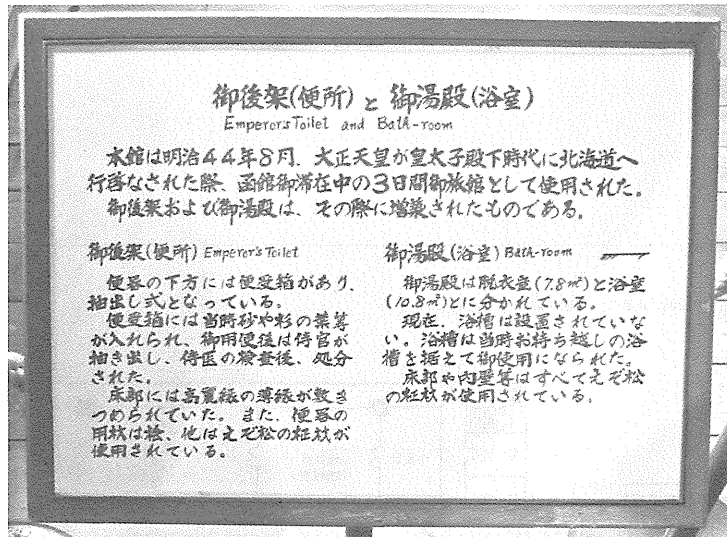 御後架(便所)と御湯殿(浴室)
Emperor's Toilet and Bath-room
本館は明治44年8月、大正天皇が皇太子殿下時代に北海道へ
行啓なされた際、函館御滞在中の3日間御旅館として使用された。
御後架および御湯殿は、その際に増築されたものである。
御後架(便所) Emperor's Toilet
便器の下方には便受箱があり、
抽出し式となっている。
便受箱には当時砂や杉の葉等
が入れられ、御用便後は侍官が
抽き出し、侍医の検査後、処分
された。
床部には高麗縁の薄縁が敷き
つめられていた。また、便器の
用材は桧、他はえぞ松の柾材が
使用されている。
御湯殿(浴室) Bath-room
御湯殿は脱衣室(7.8㎡)と浴室
(10.8㎡)とに分かれている。
現在、浴槽は設置されていな
い。浴槽は当時お持ち越しの浴
槽を据えて御使用になられた。
床部や内壁等はすべてえぞ松
の柾材が使用されている。